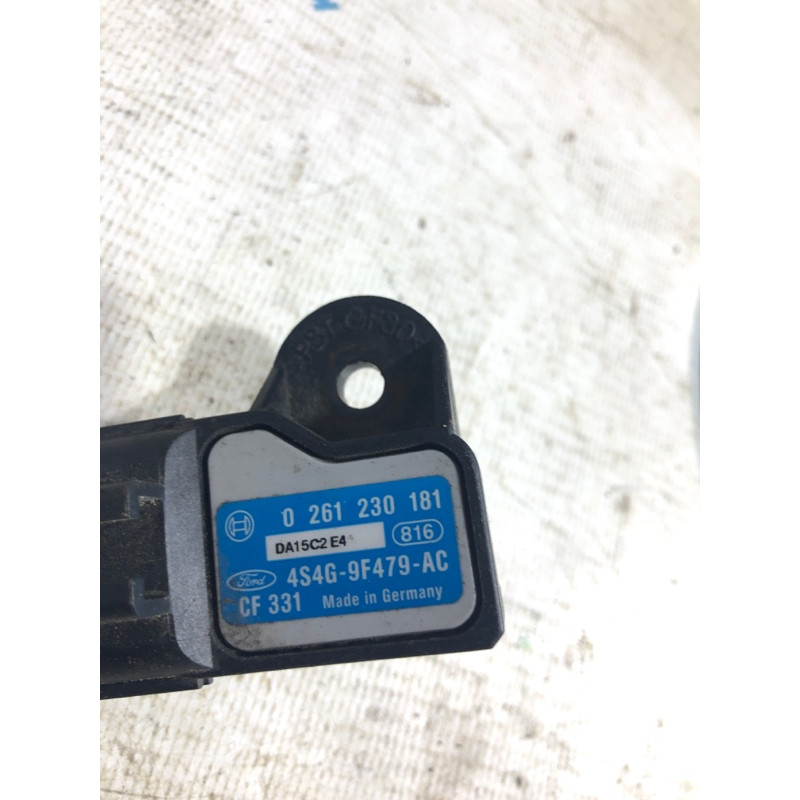 0 261 230 181
DA15C2 E4
816
Ford
4S4G-9F479-AC
CF 331 Made in Germany